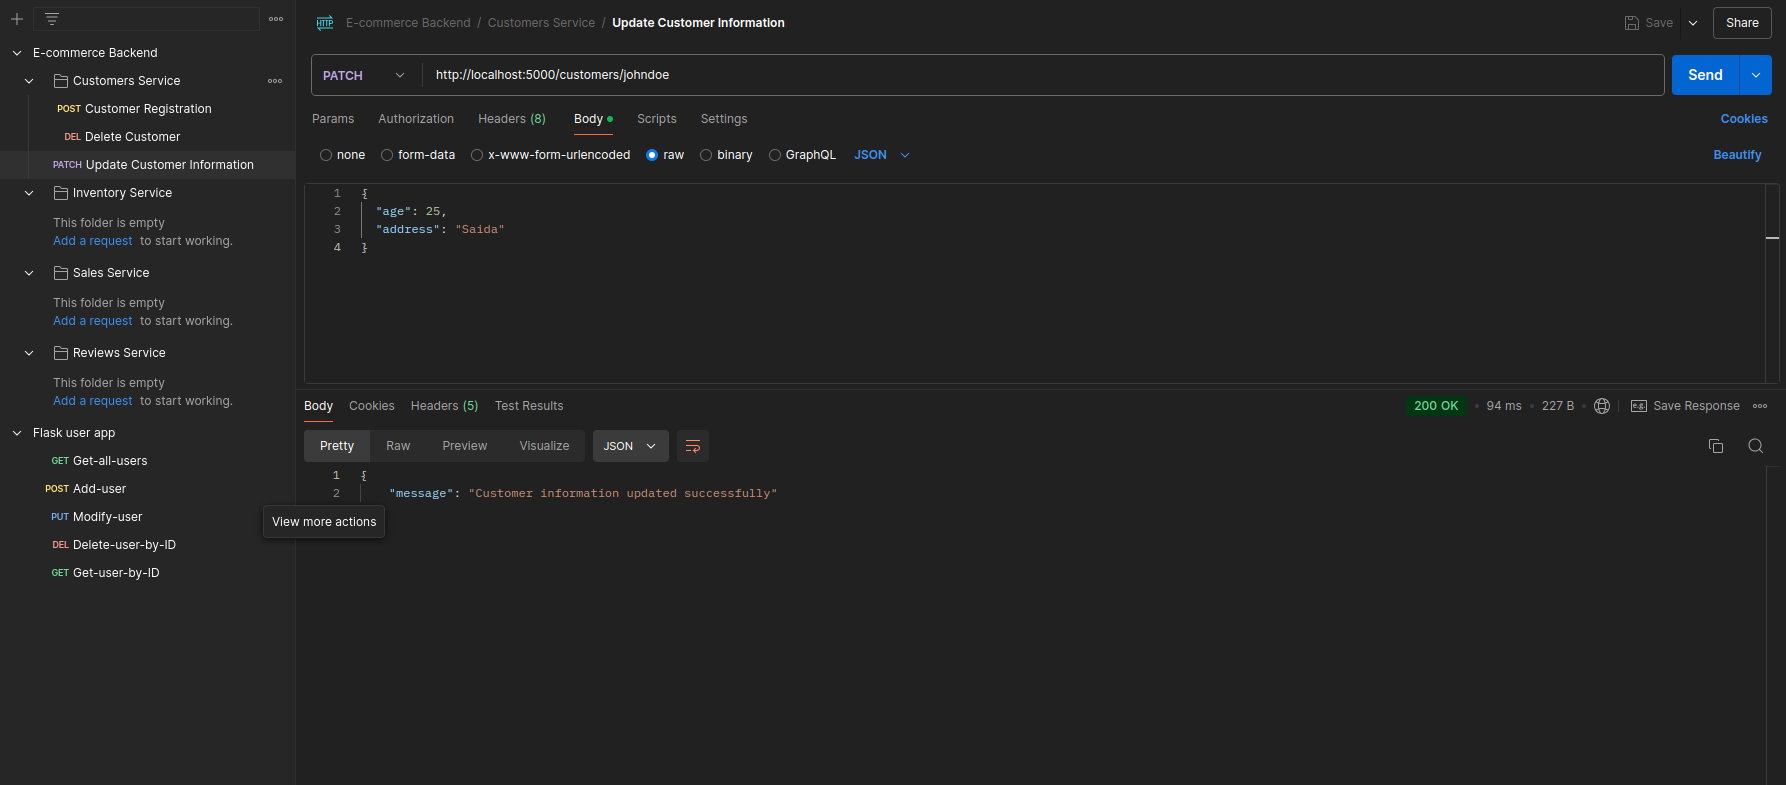 E-commerce Backend
Customers Service
POST Customer Registration
DEL Delete Customer
PATCH Update Customer Information
Inventory Service
This folder is empty
Add a request to start working.
Sales Service
This folder is empty
Add a request to start working.
Reviews Service
This folder is empty
Add a request to start working.
Flask user app
GET Get-all-users
POST Add-user
PUT Modify-user
DEL Delete-user-by-ID
GET Get-user-by-ID
View more actions
HTTP E-commerce Backend / Customers Service / Update Customer Information
Save
Share
PATCH http://localhost:5000/customers/johndoe
Send
Params Authorization Headers (8) Body Scripts Settings
Cookies
none form-data x-www-form-urlencoded raw binary GraphQL JSON
Beautify
1 {
2 "age": 25,
3 "address": "Saida"
4 }
Body Cookies Headers (5) Test Results
200 OK 94 ms 227 B e.g. Save Response
Pretty Raw Preview Visualize JSON
1 {
2 "message": "Customer information updated successfully"